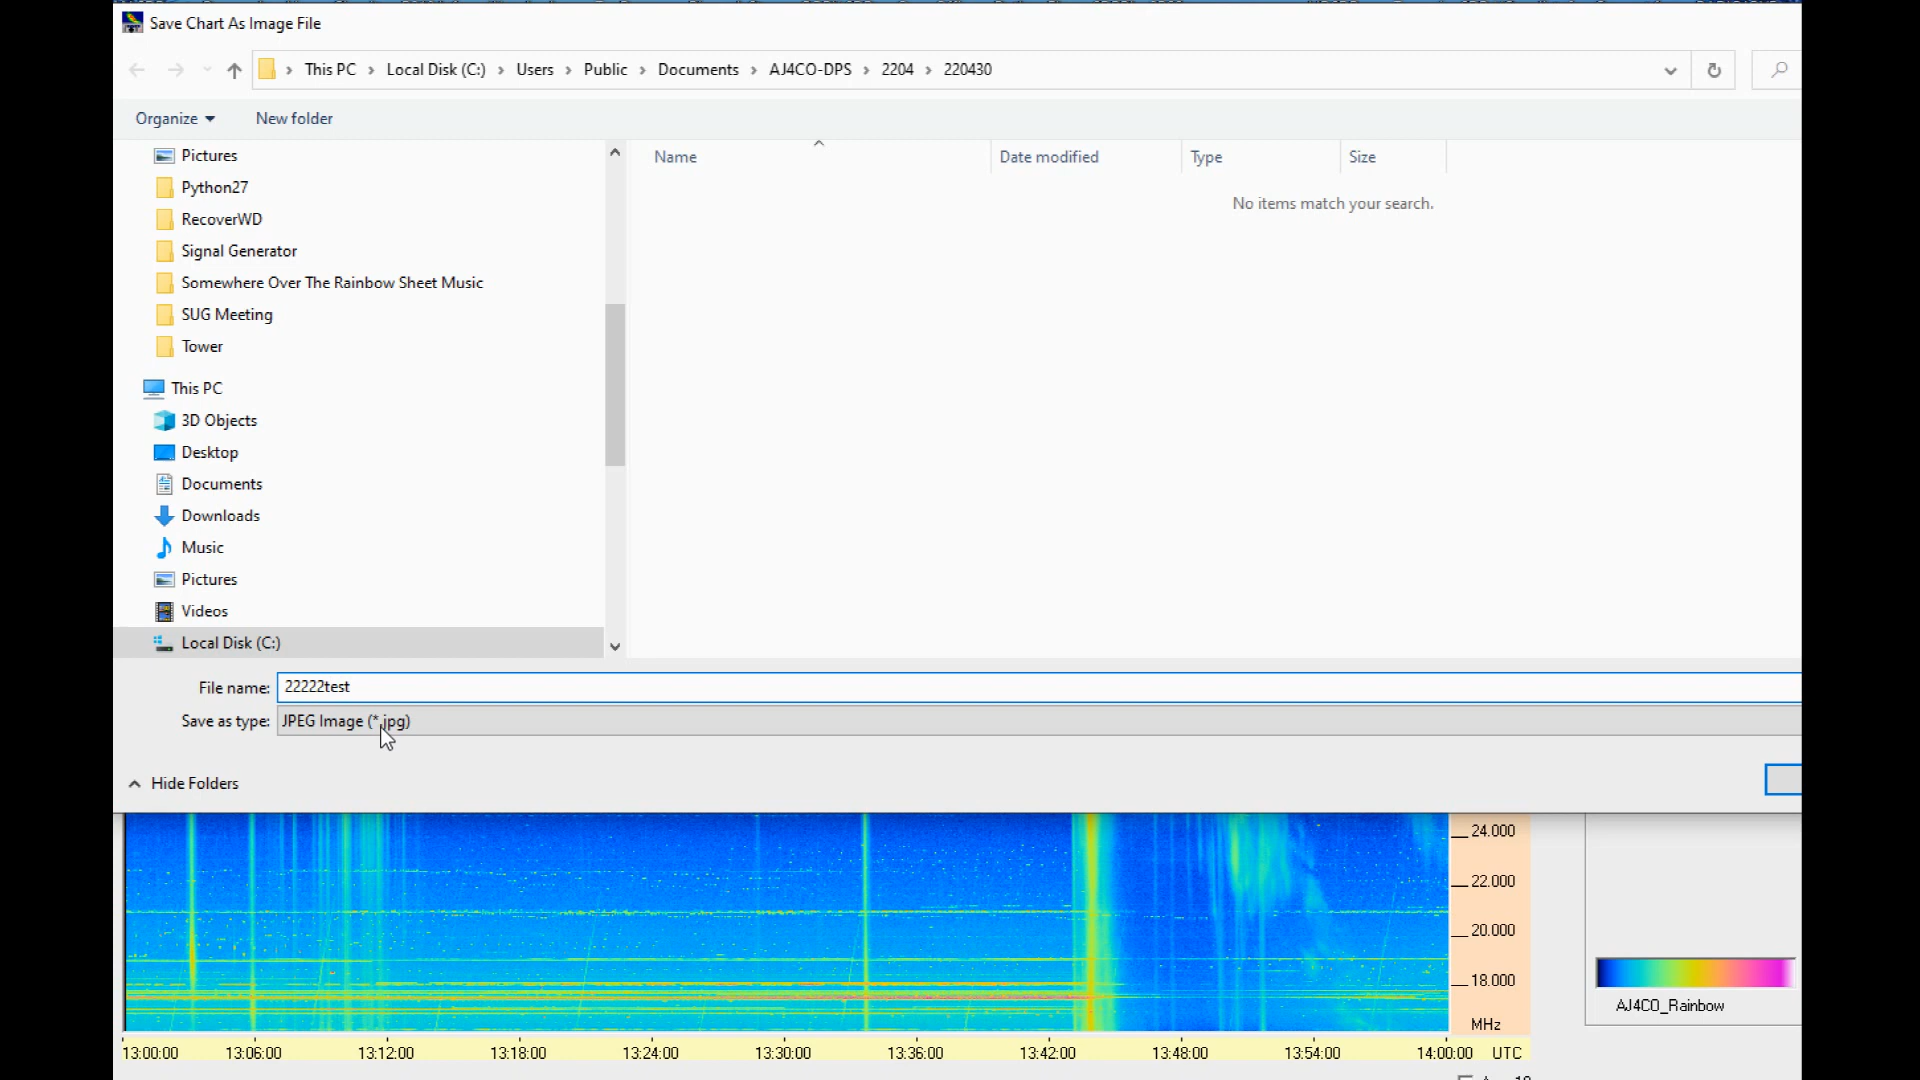 Save Chart As Image File
This PC > Local Disk (C:) > Users > Public > Documents > AJ4CO-DPS > 2204 > 220430
Organize
New folder
Name
Date modified
Type
Size
No items match your search.
Pictures
Python27
RecoverWD
Signal Generator
Somewhere Over The Rainbow Sheet Music
SUG Meeting
Tower
This PC
3D Objects
Desktop
Documents
Downloads
Music
Pictures
Videos
Local Disk (C:)
File name: 22222test
Save as type: JPEG Image (*.jpg)
Hide Folders
24.000
22.000
20.000
18.000
MHz
AJ4CO_Rainbow
13:00:00 13:06:00 13:12:00 13:18:00 13:24:00 13:30:00 13:36:00 13:42:00 13:48:00 13:54:00 14:00:00 UTC